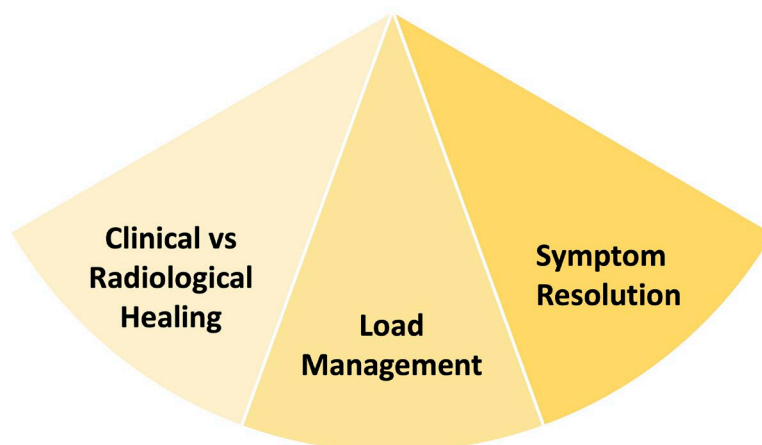 Clinical vs
Radiological
Healing
Load
Management
Symptom
Resolution